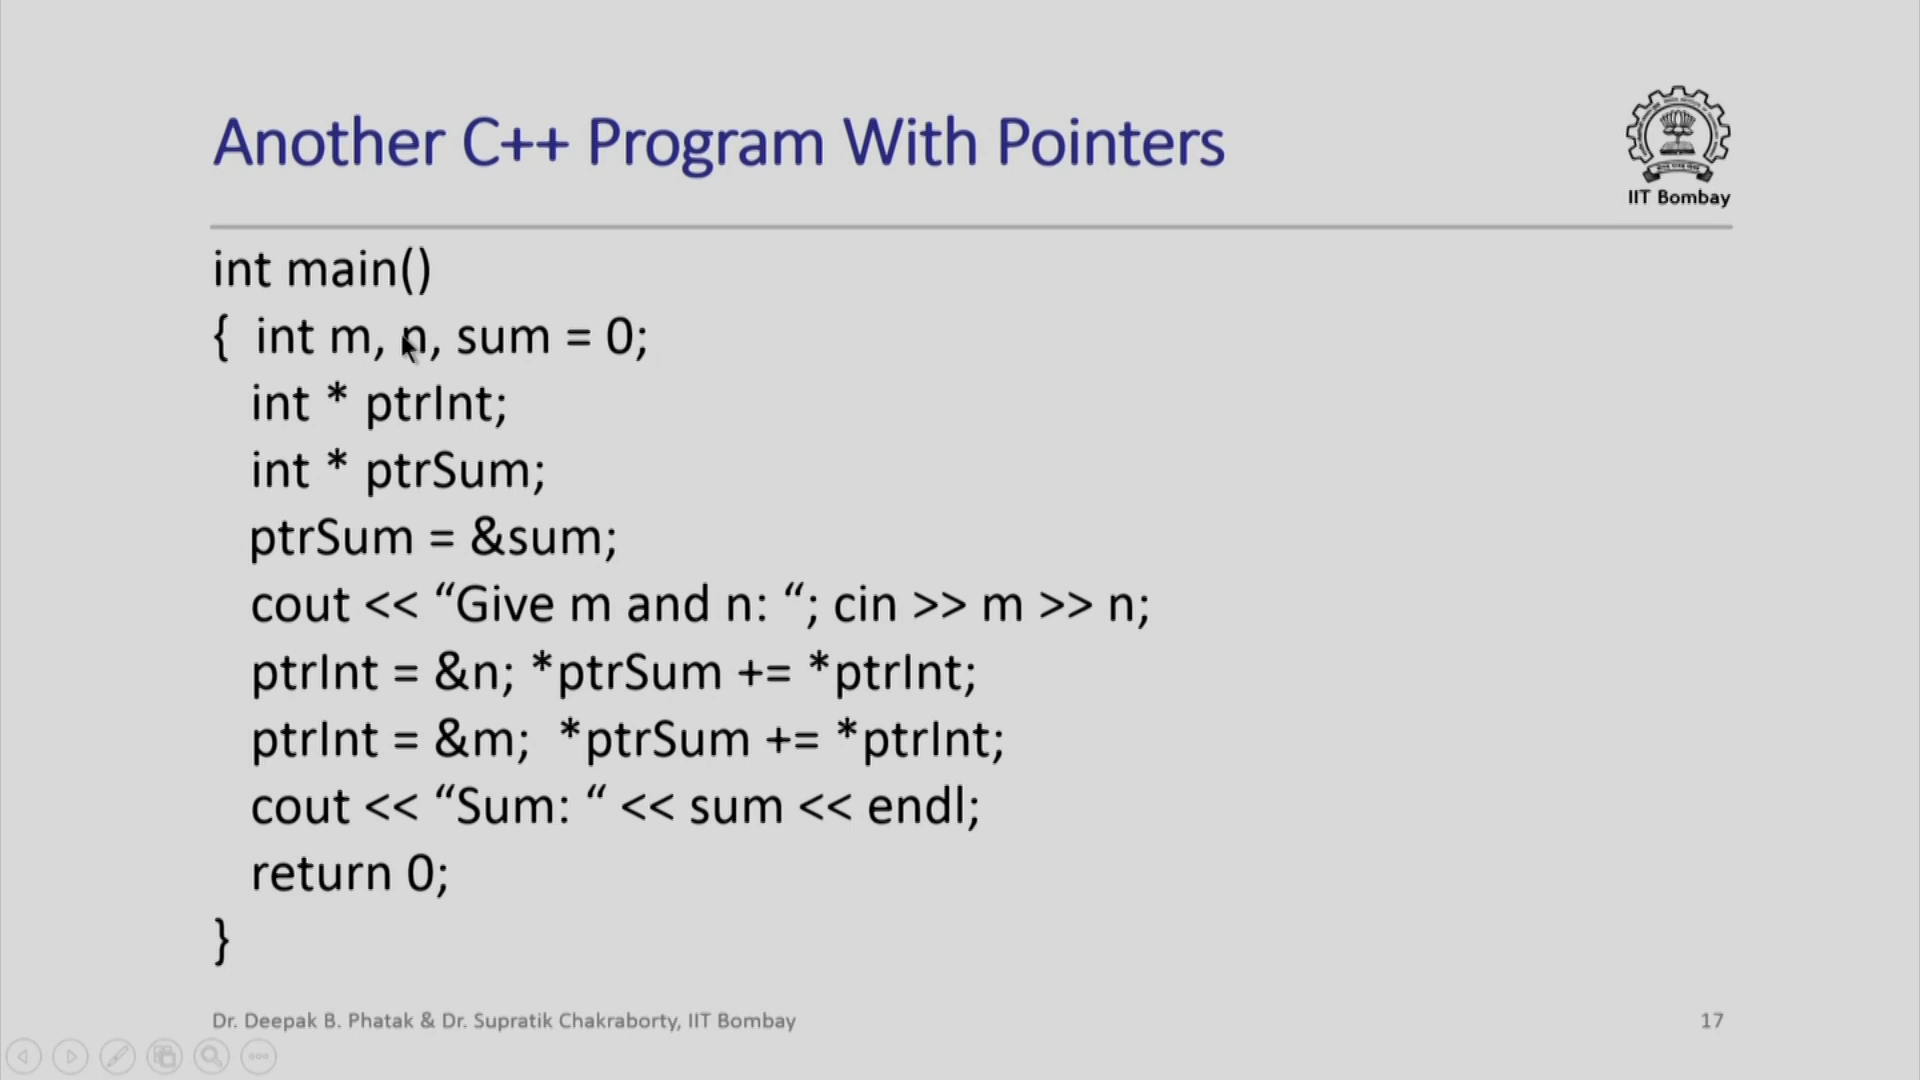 Another C++ Program With Pointers
IIT Bombay
int main()
{  int m, n, sum = 0;
int * ptrInt;
int * ptrSum;
ptrSum = &sum;
cout << “Give m and n: “; cin >> m >> n;
ptrInt = &n; *ptrSum += *ptrInt;
ptrInt = &m;  *ptrSum += *ptrInt;
cout << “Sum: “ << sum << endl;
return 0;
}
Dr. Deepak B. Phatak & Dr. Supratik Chakraborty, IIT Bombay
17